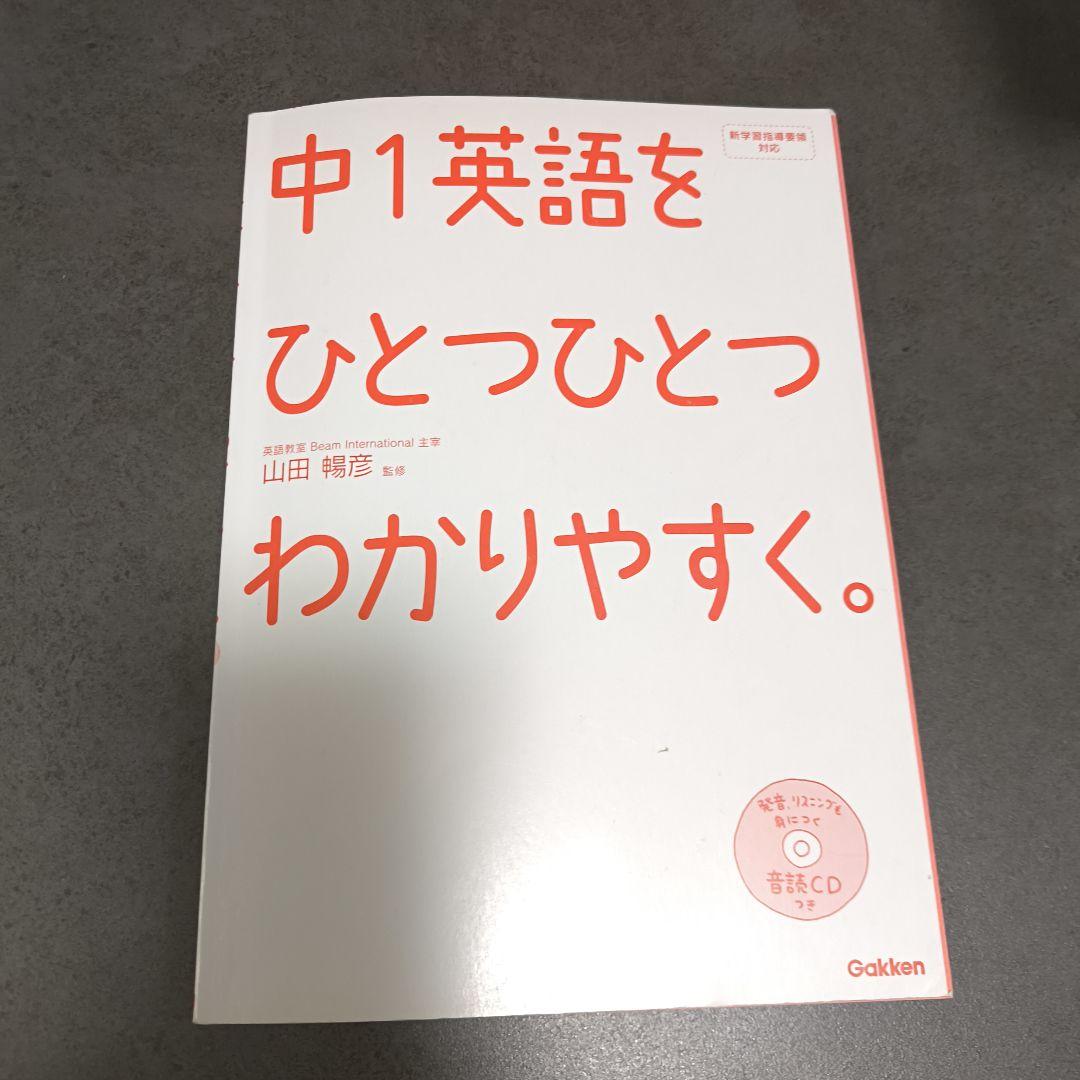 中1英語を
新学習指導要領
対応
ひとつひとつ
英語教室 Beam International 主宰
山田 暢彦 監修
わかりやすく。
発音、リスニングも
身につく
音読CD
つき
Gakken